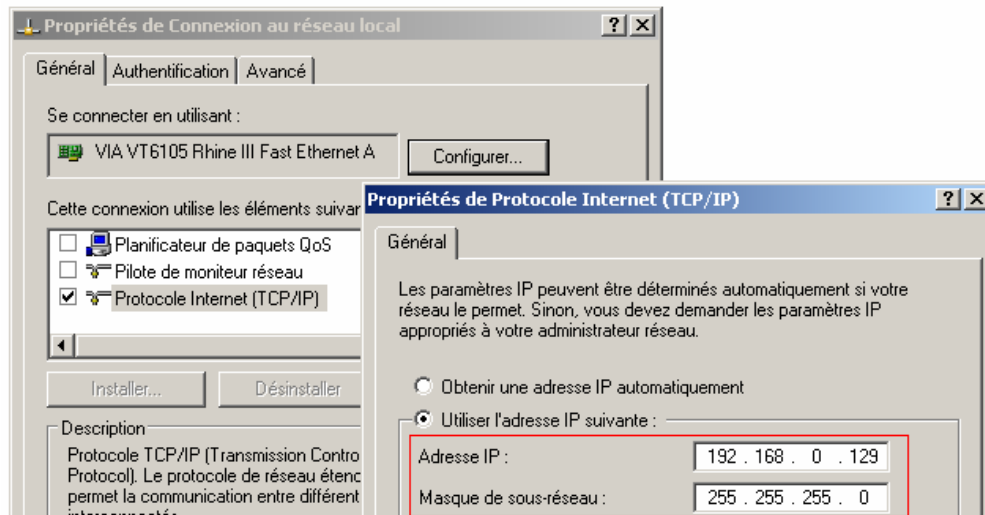 Propriétés de Connexion au réseau local
Général Authentification Avancé
Se connecter en utilisant :
VIA VT6105 Rhine III Fast Ethernet A
Configurer...
Cette connexion utilise les éléments
Planificateur de paquets QoS
Pilote de moniteur réseau
Protocole Internet (TCP/IP)
Installer... Désinstaller
Description
Protocole TCP/IP (Transmission Contro
Protocol). Le protocole de réseau étend
permet la communication entre différent
Propriétés de Protocole Internet (TCP/IP)
Général
Les paramètres IP peuvent être déterminés automatiquement si votre
réseau le permet. Sinon, vous devez demander les paramètres IP
appropriés à votre administrateur réseau.
Obtenir une adresse IP automatiquement
Utiliser l'adresse IP suivante :
Adresse IP : 192 . 168 . 0 . 129
Masque de sous-réseau : 255 . 255 . 255 . 0